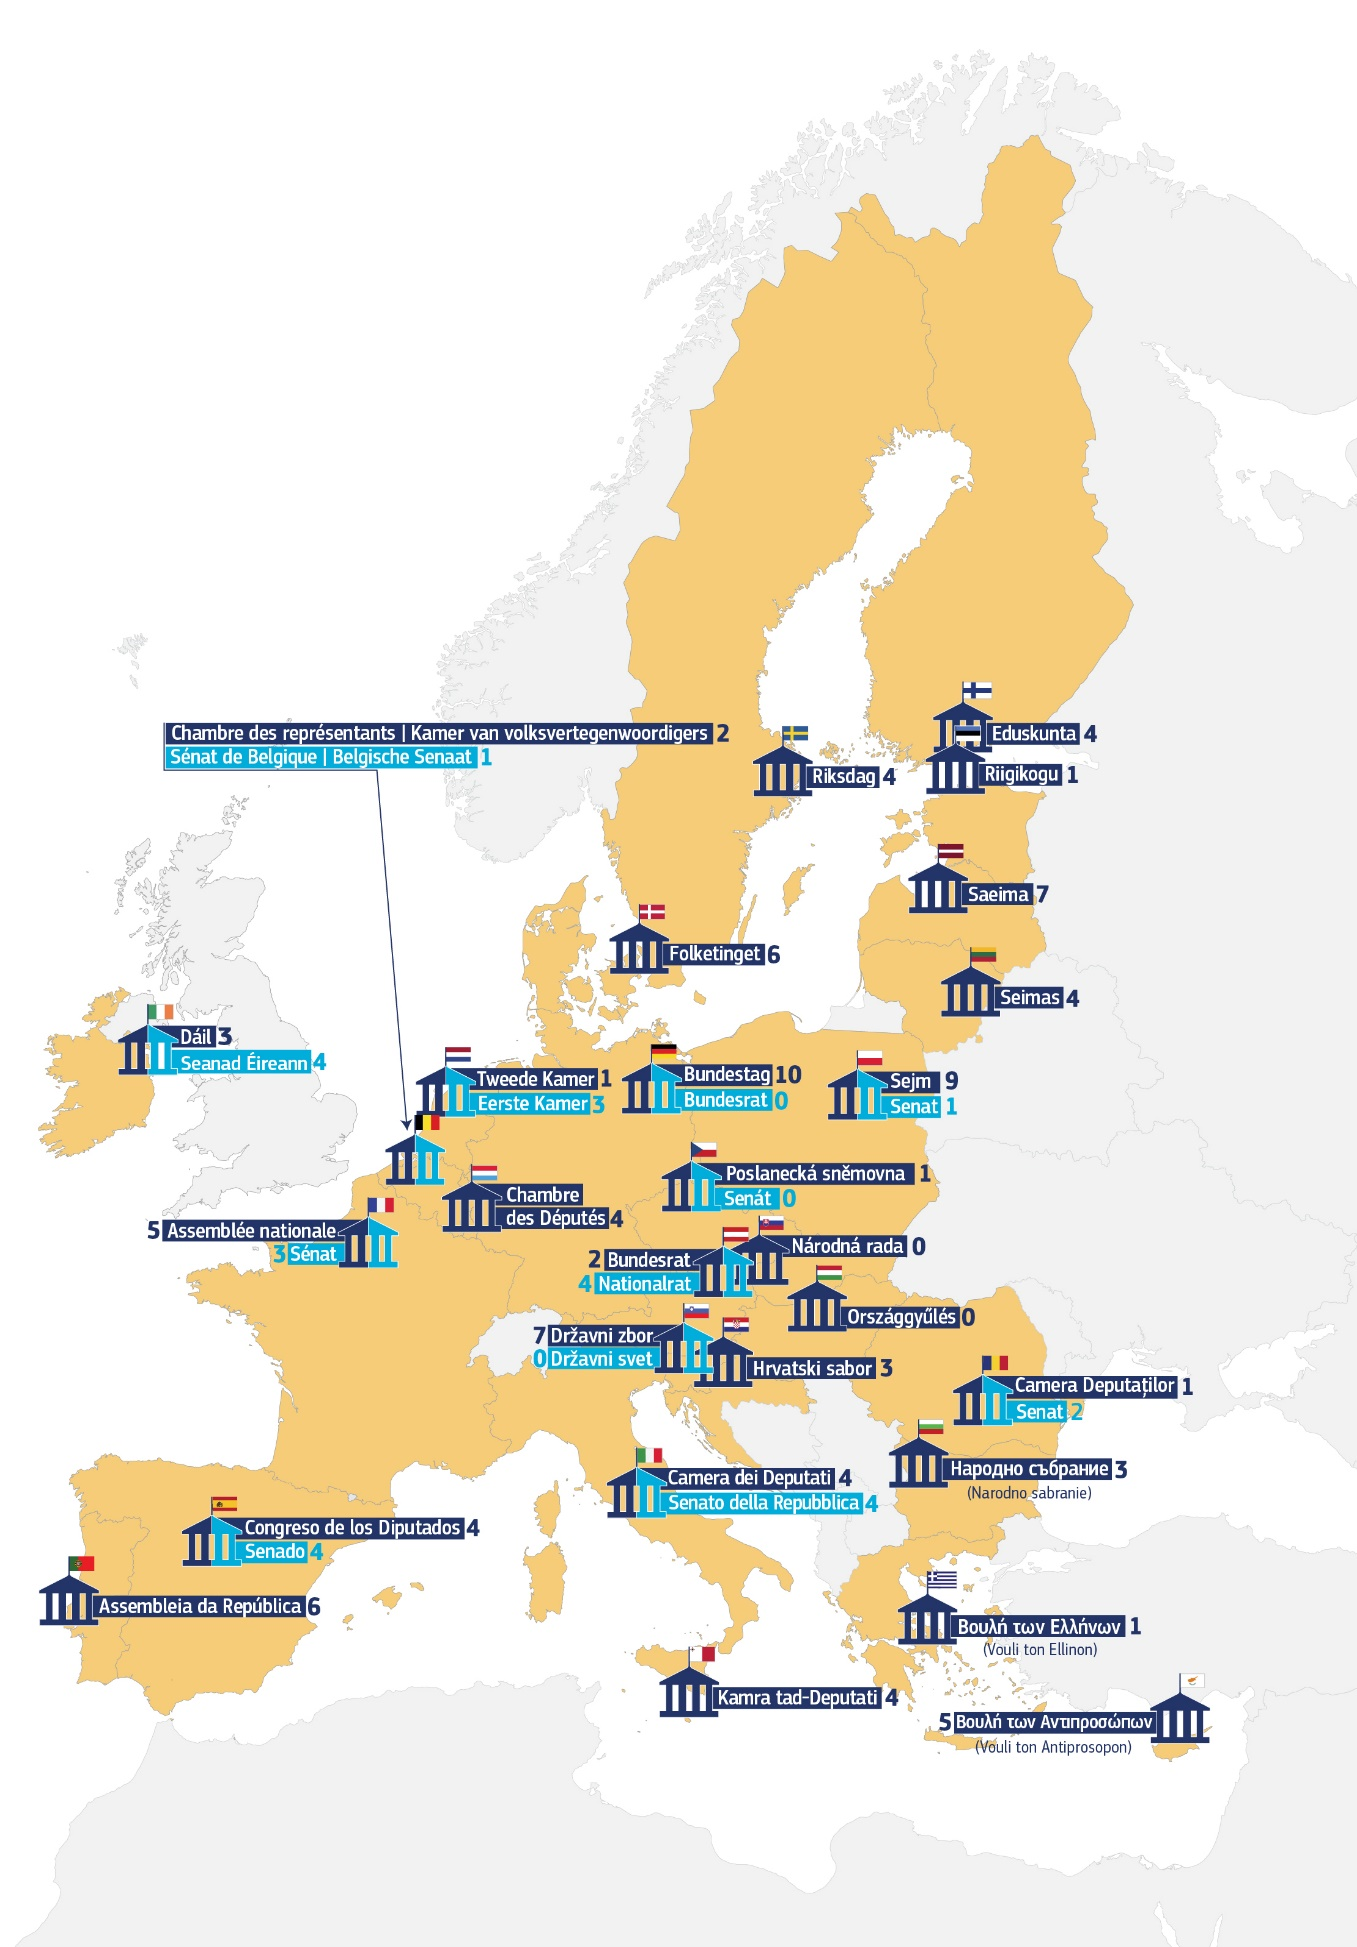 Chambre des représentants | Kamer van volksvertegenwoordigers 2
Sénat de Belgique | Belgische Senaat 1
Eduskunta 4
Riksdag 4
Riigikogu 1
Saeima 7
Folketinget 6
Seimas 4
Dáil 3
Seanad Éireann 4
Tweede Kamer 1
Eerste Kamer 3
Bundestag 10
Bundesrat 0
Sejm 9
Senat 1
Poslanecká sněmovna 1
Senát 0
Chambre
des Députés 4
5 Assemblée nationale
3 Sénat
Národná rada 0
2 Bundesrat
4 Nationalrat
Országgyűlés 0
7 Državni zbor
0 Državni svet
Hrvatski sabor 3
Camera Deputaților 1
Senat 2
Народно събрание 3
(Narodno sabranie)
Camera dei Deputati 4
Senato della Repubblica 4
Congreso de los Diputados 4
Senado 4
Assembleia da República 6
Βουλή των Ελλήνων 1
(Vouli ton Ellinon)
Kamra tad-Deputati 4
5 Βουλή των Αντιπροσώπων
(Vouli ton Antiprosopon)